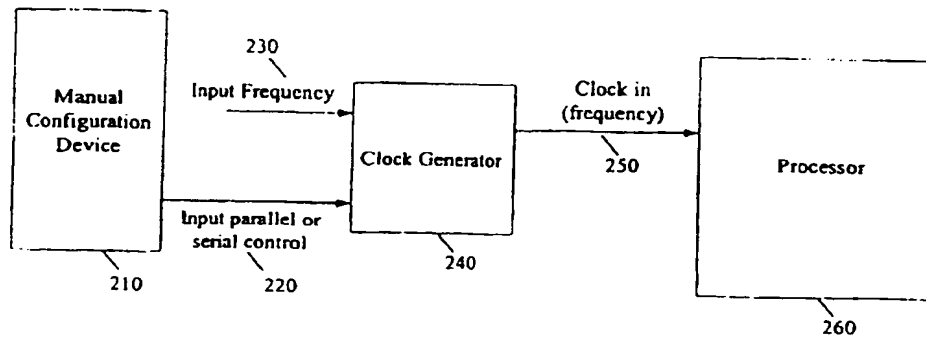 230
Input Frequency
Manual
Configuration
Device
Clock in
(frequency)
250
Clock Generator
Processor
Input parallel or
serial control
210
220
240
260